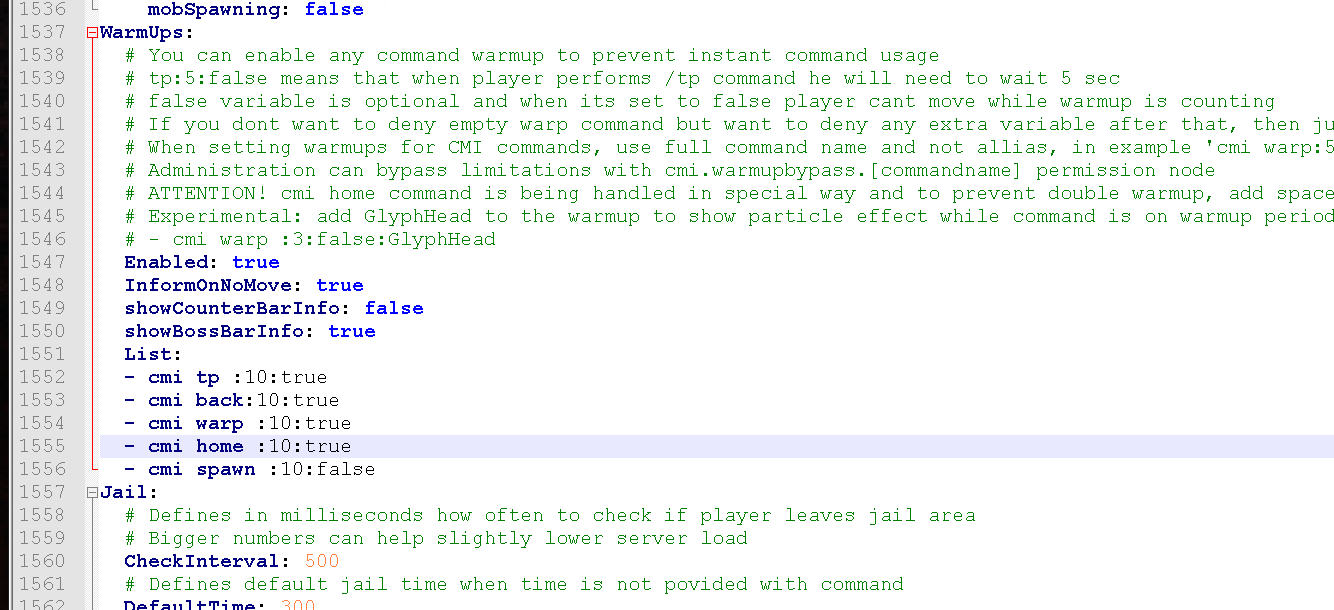 1536 mobSpawning: false
1537 WarmUps:
1538 # You can enable any command warmup to prevent instant command usage
1539 # tp:5:false means that when player performs /tp command he will need to wait 5 sec
1540 # false variable is optional and when its set to false player cant move while warmup is counting
1541 # If you dont want to deny empty warp command but want to deny any extra variable after that, then ju
1542 # When setting warmups for CMI commands, use full command name and not allias, in example 'cmi warp:5
1543 # Administration can bypass limitations with cmi.warmupbypass.[commandname] permission node
1544 # ATTENTION! cmi home command is being handled in special way and to prevent double warmup, add space
1545 # Experimental: add GlyphHead to the warmup to show particle effect while command is on warmup period
1546 # - cmi warp :3:false:GlyphHead
1547 Enabled: true
1548 InformOnNoMove: true
1549 showCounterBarInfo: false
1550 showBossBarInfo: true
1551 List:
1552 - cmi tp :10:true
1553 - cmi back:10:true
1554 - cmi warp :10:true
1555 - cmi home :10:true
1556 - cmi spawn :10:false
1557 Jail:
1558 # Defines in milliseconds how often to check if player leaves jail area
1559 # Bigger numbers can help slightly lower server load
1560 CheckInterval: 500
1561 # Defines default jail time when time is not povided with command
1562 DefaultTime: 300